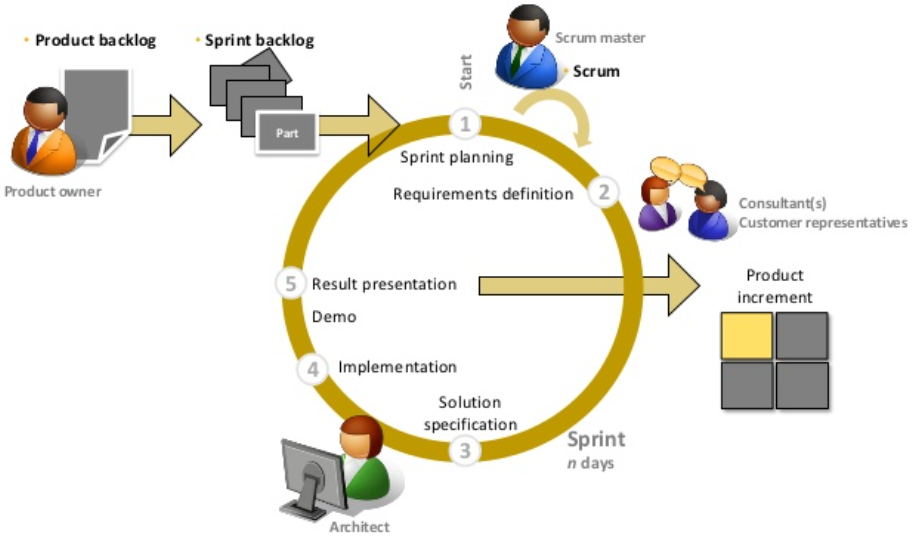 • Product backlog
• Sprint backlog
Start
Scrum master
• Scrum
Part
Product owner
1
Sprint planning
Requirements definition
2
Consultant(s)
Customer representatives
5
Result presentation
Demo
Product
increment
4
Implementation
Solution
specification
3
Sprint
n days
Architect